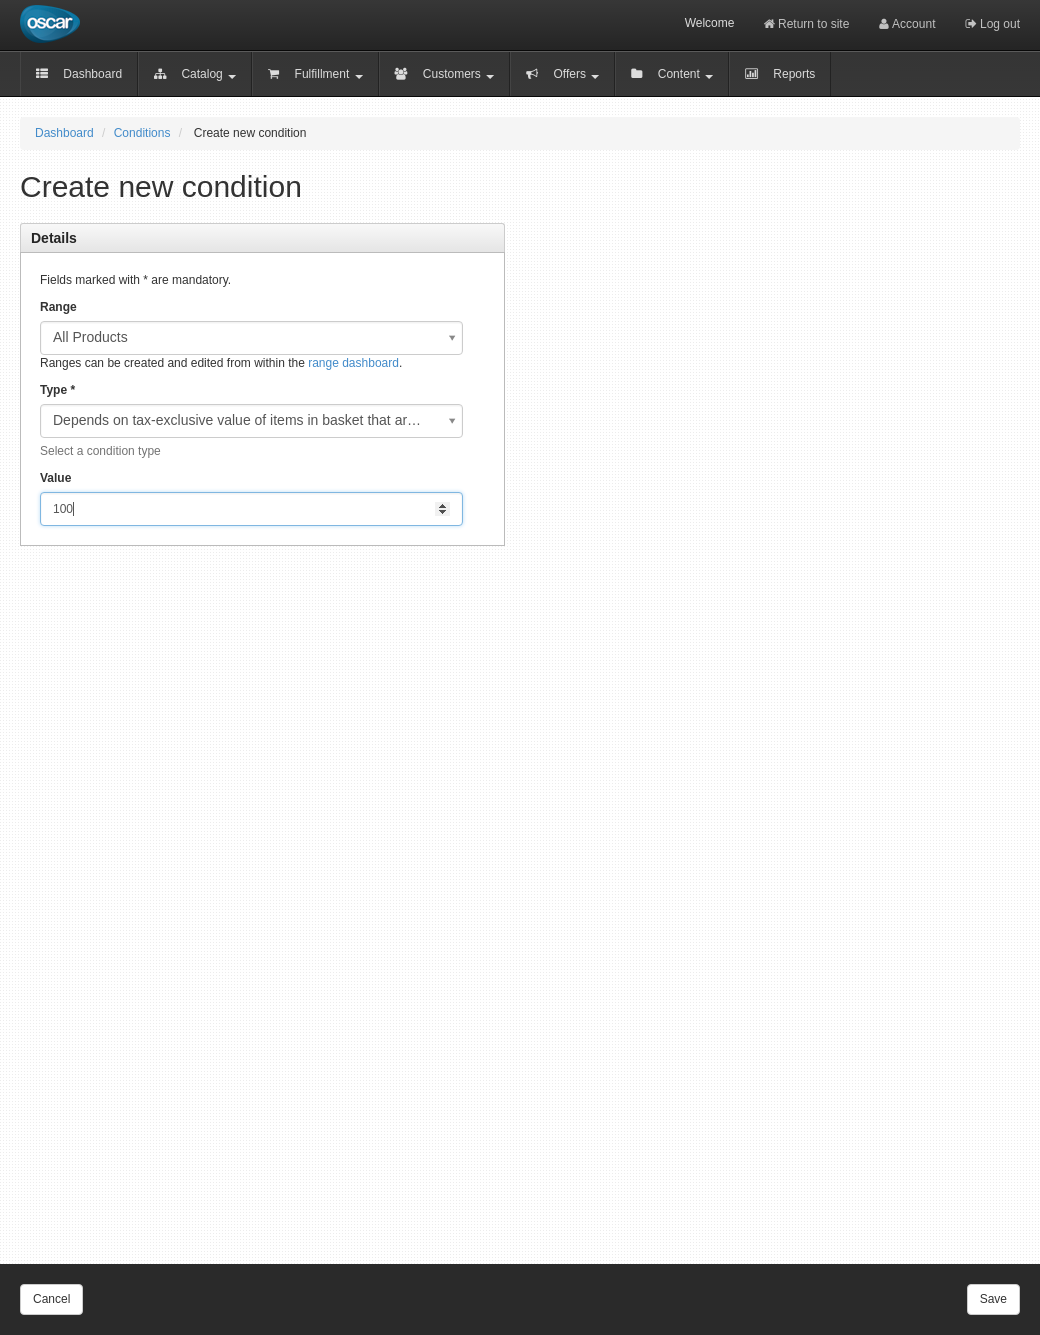 oscar
Welcome Return to site Account Log out
Dashboard Catalog Fulfillment Customers Offers Content Reports
Dashboard / Conditions / Create new condition
Create new condition
Details
Fields marked with * are mandatory.
Range
All Products
Ranges can be created and edited from within the range dashboard.
Type *
Depends on tax-exclusive value of items in basket that ar…
Select a condition type
Value
100
Cancel Save